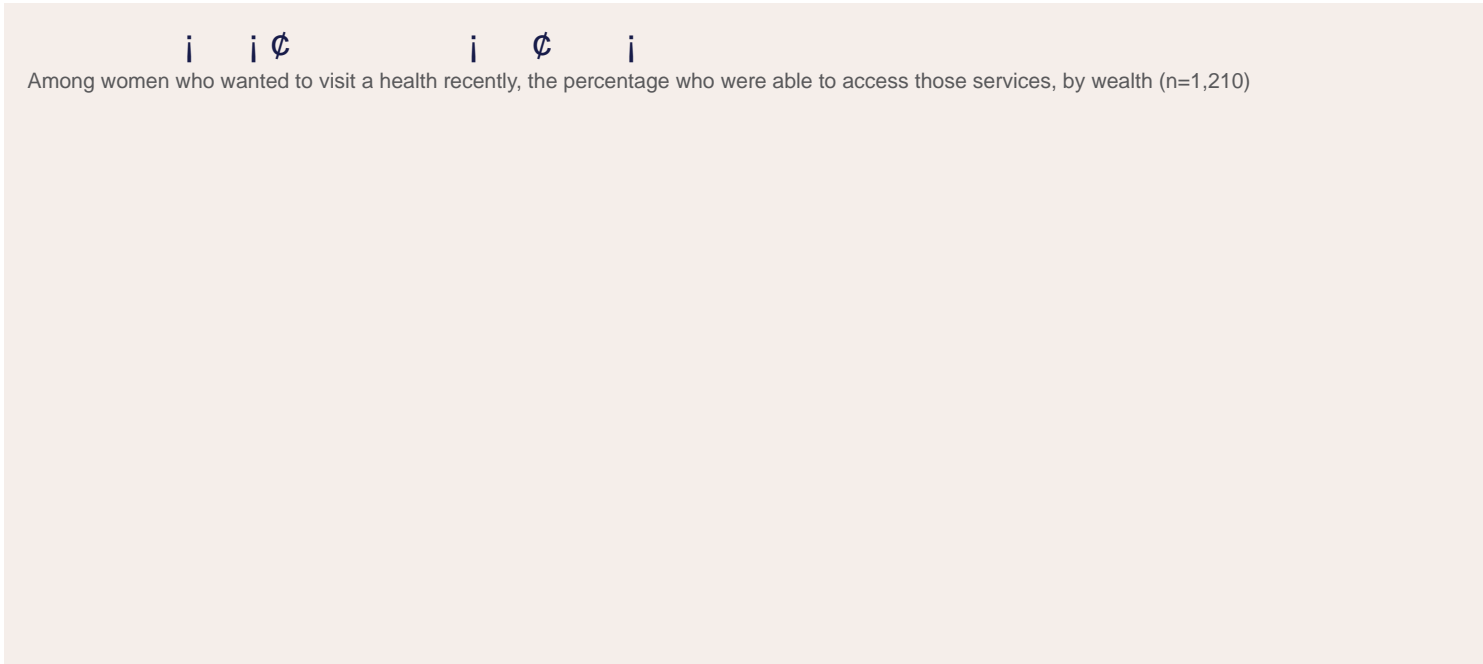 ¡ ¡ ₵ ¡ ₵ ¡
Among women who wanted to visit a health recently, the percentage who were able to access those services, by wealth (n=1,210)